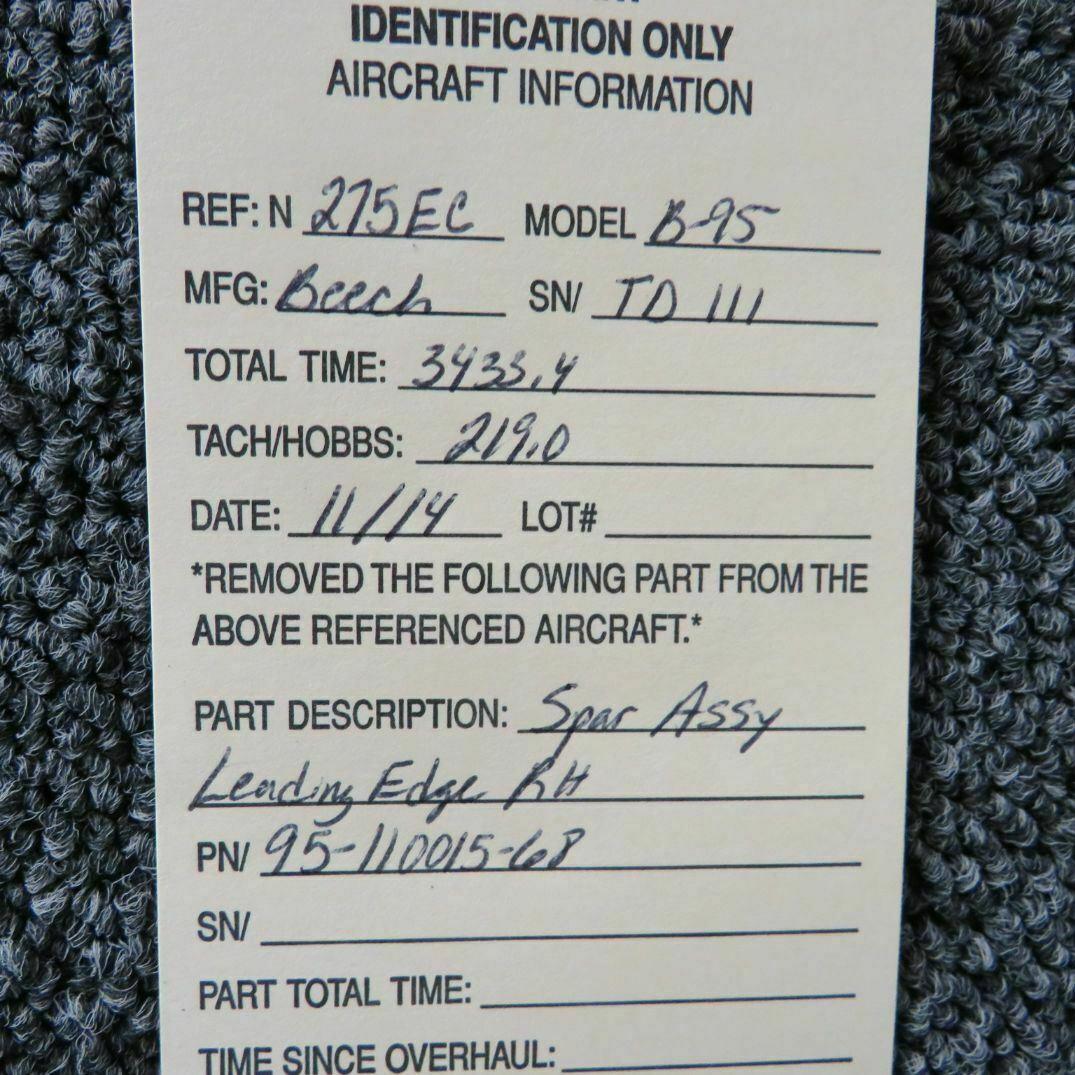 IDENTIFICATION ONLY
AIRCRAFT INFORMATION
REF: N 275EC MODEL B-95
MFG: Beech SN/ TD 111
TOTAL TIME: 3433.4
TACH/HOBBS: 219.0
DATE: 11/14 LOT#
*REMOVED THE FOLLOWING PART FROM THE
ABOVE REFERENCED AIRCRAFT.*
PART DESCRIPTION: Spar Assy
Leading Edge RH
PN/ 95-110015-68
SN/
PART TOTAL TIME:
TIME SINCE OVERHAUL: